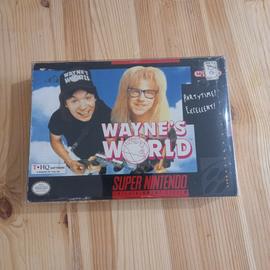 WAYNE'S
WORLD
PARTY TIME!
EXCELLENT!
WAYNE'S
WORLD
T•HQ
SUPER NINTENDO